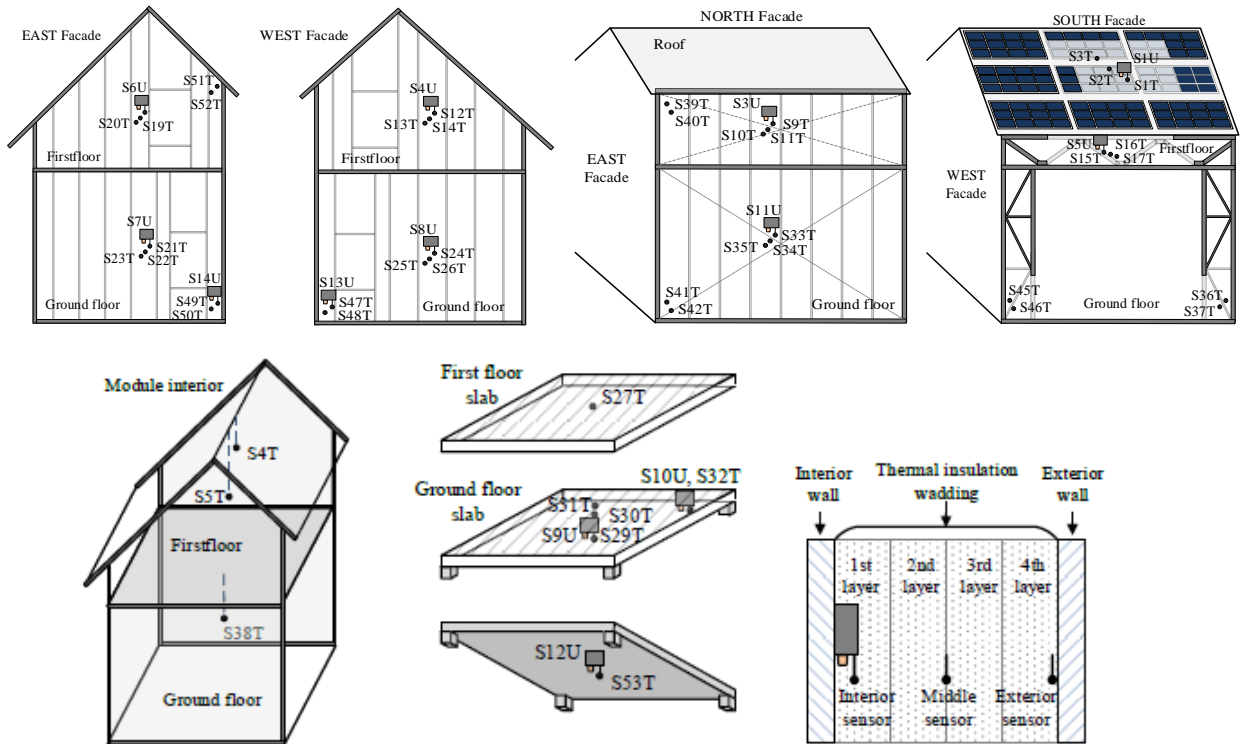 EAST Facade
S51T
S52T
S6U
S20T
S19T
Firstfloor
S7U
S21T
S23T
S22T
S14U
S49T
S50T
Ground floor
WEST Facade
S4U
S12T
S13T
S14T
Firstfloor
S8U
S24T
S25T
S26T
S13U
S47T
S48T
Ground floor
NORTH Facade
Roof
S39T
S40T
S3U
S9T
S10T
S11T
EAST
Facade
S11U
S33T
S35T
S34T
S41T
S42T
Ground floor
SOUTH Facade
S3T
S1U
S2T
S1T
S5U
S16T
Firstfloor
S15T
S17T
WEST
Facade
S45T
S46T
S36T
S37T
Ground floor
Module interior
S4T
S5T
Firstfloor
S38T
Ground floor
First floor
slab
S27T
Ground floor
slab
S10U, S32T
S31T
S30T
S9U
S29T
S12U
S53T
Interior
wall
Thermal insulation
wadding
Exterior
wall
1st
layer
2nd
layer
3rd
layer
4th
layer
Interior
sensor
Middle
sensor
Exterior
sensor